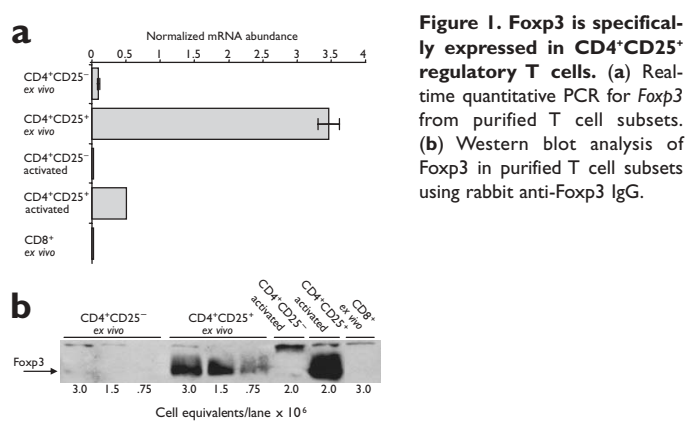 a
Normalized mRNA abundance
0 0.5 1 1.5 2 2.5 3 3.5 4
CD4⁺CD25⁻
ex vivo
CD4⁺CD25⁺
ex vivo
CD4⁺CD25⁻
activated
CD4⁺CD25⁺
activated
CD8⁺
ex vivo
Figure 1. Foxp3 is specifical-
ly expressed in CD4⁺CD25⁺
regulatory T cells. (a) Real-
time quantitative PCR for Foxp3
from purified T cell subsets.
(b) Western blot analysis of
Foxp3 in purified T cell subsets
using rabbit anti-Foxp3 IgG.
b
CD4⁺CD25⁻
ex vivo
CD4⁺CD25⁺
ex vivo
CD4⁺CD25⁻
activated
CD4⁺CD25⁺
activated
CD8⁺
ex vivo
Foxp3
3.0 1.5 .75 3.0 1.5 .75 2.0 2.0 3.0
Cell equivalents/lane x 10⁶